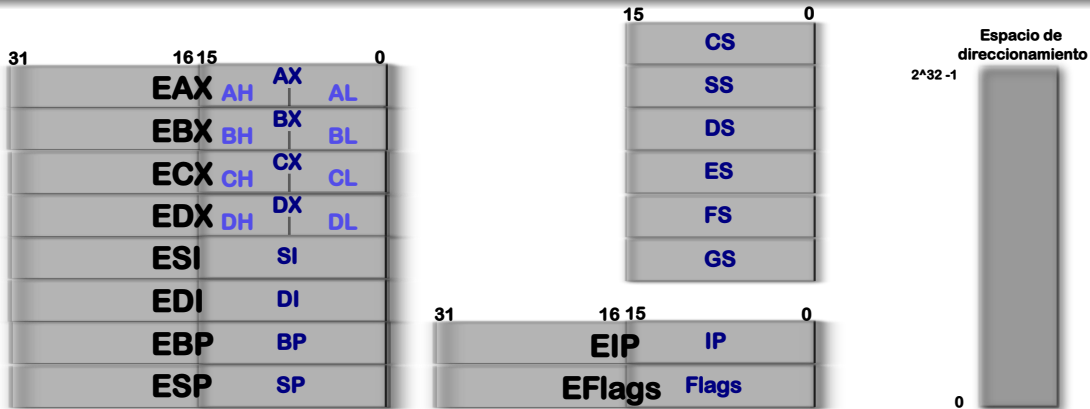 31 16 15 0
EAX AX AH AL
EBX BX BH BL
ECX CX CH CL
EDX DX DH DL
ESI SI
EDI DI
EBP BP
ESP SP
15 0
CS
SS
DS
ES
FS
GS
31 16 15 0
EIP IP
EFlags Flags
Espacio de
direccionamiento
2^32 -1
0